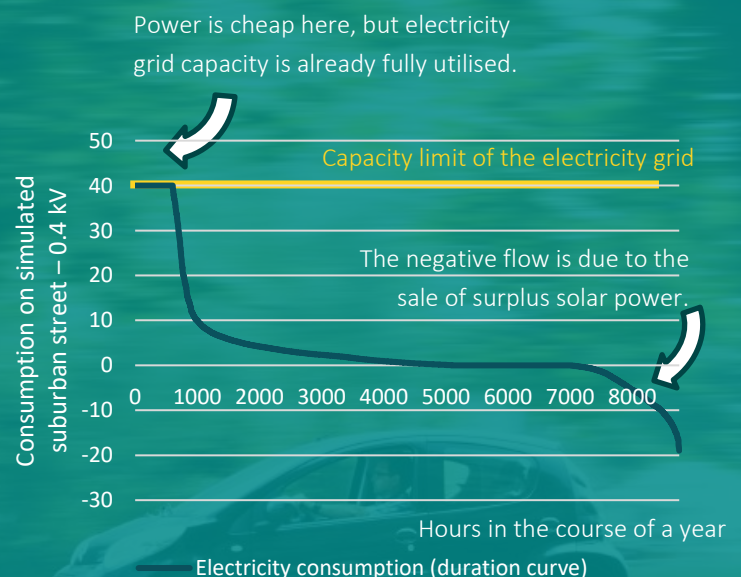 Power is cheap here, but electricity
grid capacity is already fully utilised.
50
Capacity limit of the electricity grid
40
30
The negative flow is due to the
sale of surplus solar power.
20
10
0
0 1000 2000 3000 4000 5000 6000 7000 8000
-10
-20
-30
Consumption on simulated
suburban street – 0.4 kV
Hours in the course of a year
Electricity consumption (duration curve)